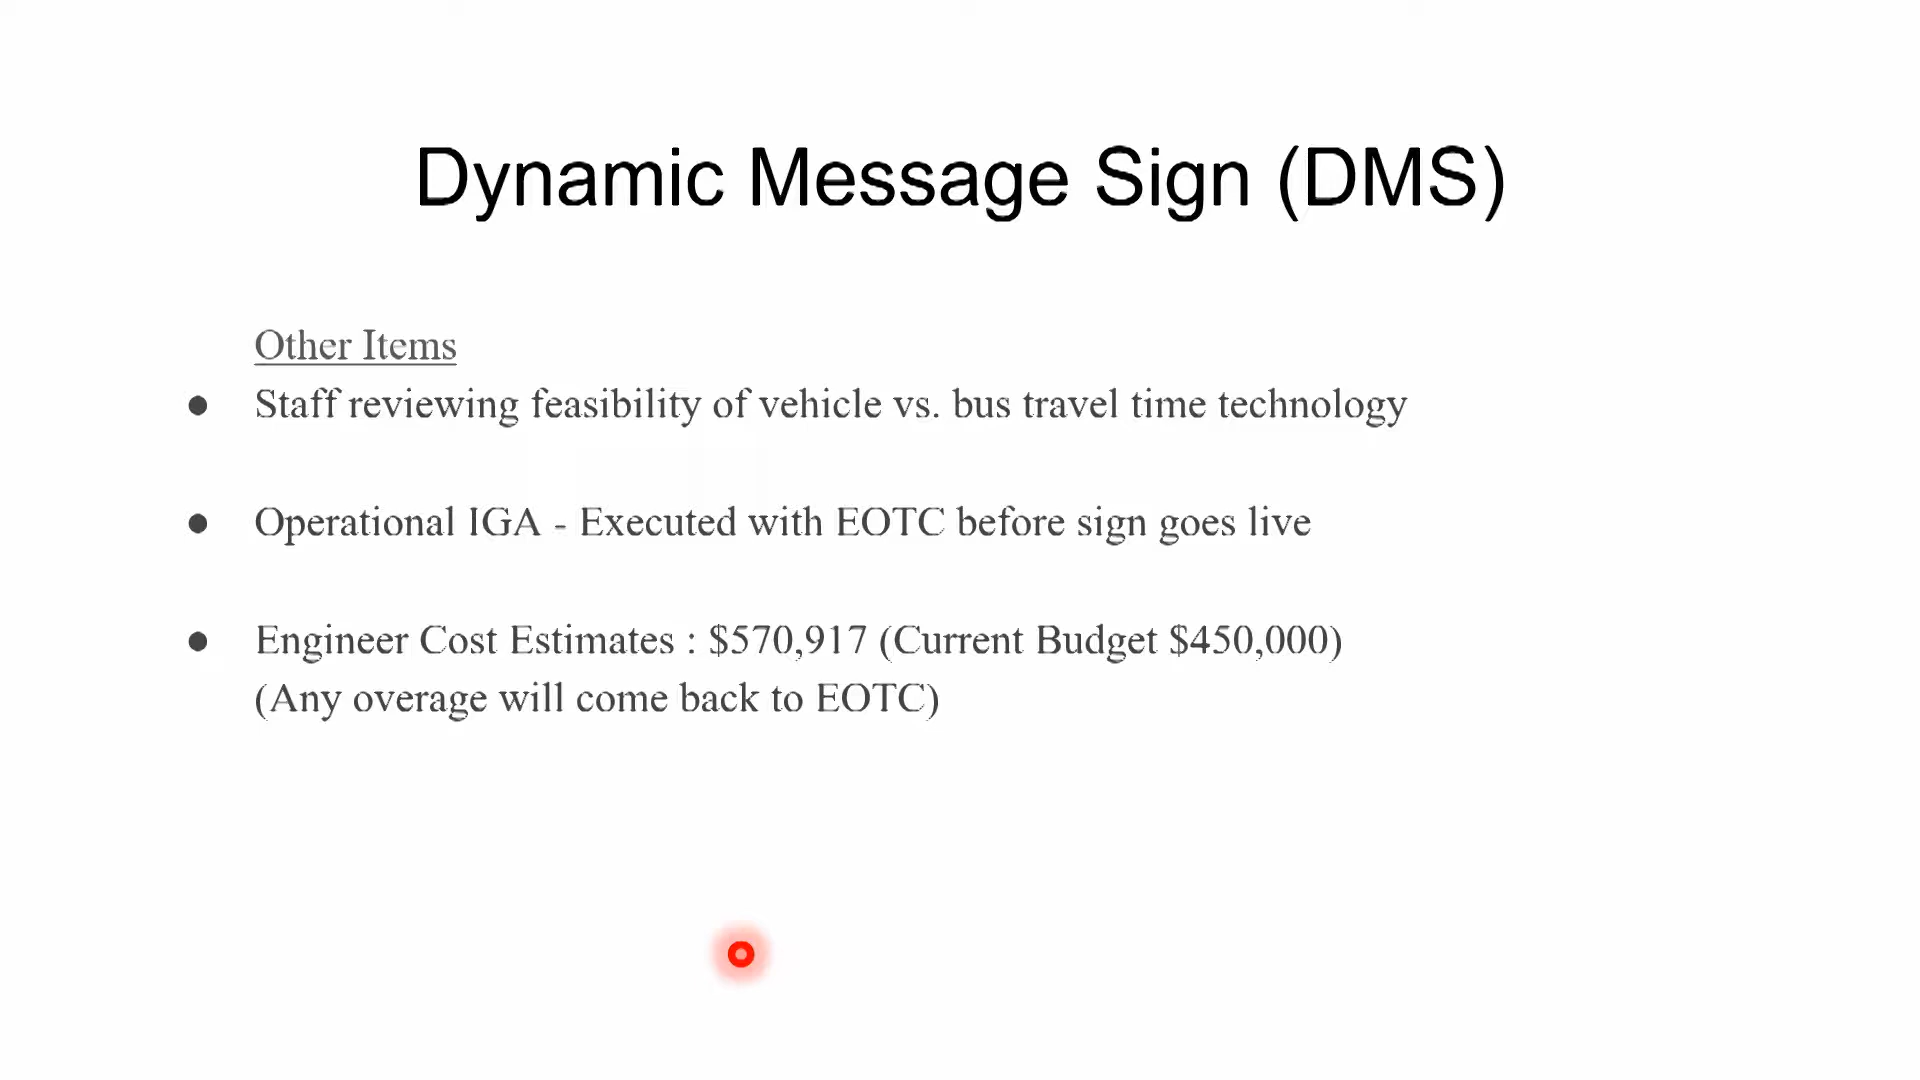 Dynamic Message Sign (DMS)
Other Items
● Staff reviewing feasibility of vehicle vs. bus travel time technology
● Operational IGA - Executed with EOTC before sign goes live
● Engineer Cost Estimates : $570,917 (Current Budget $450,000)
(Any overage will come back to EOTC)